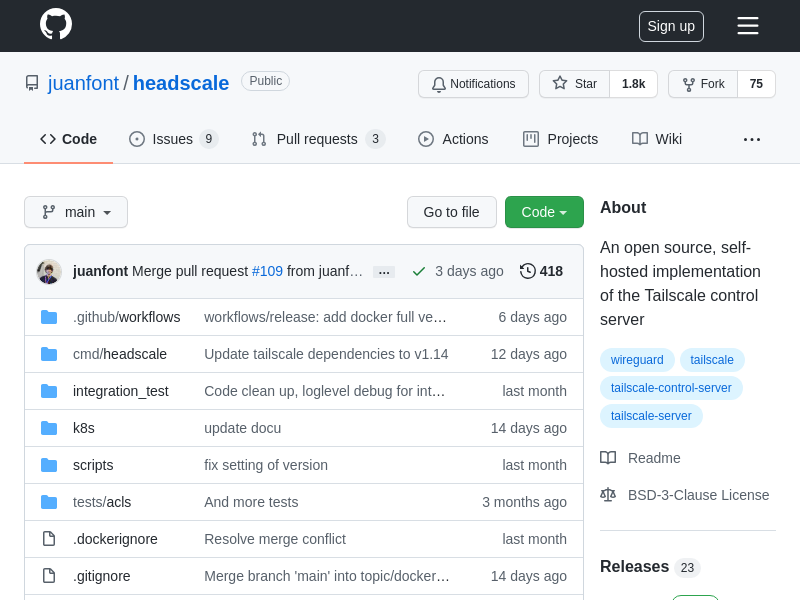 Sign up
juanfont / headscale Public
Notifications Star 1.8k Fork 75
Code Issues 9 Pull requests 3 Actions Projects Wiki ...
main Go to file Code
juanfont Merge pull request #109 from juanf… … 3 days ago 418
.github/workflows workflows/release: add docker full ve… 6 days ago
cmd/headscale Update tailscale dependencies to v1.14 12 days ago
integration_test Code clean up, loglevel debug for int… last month
k8s update docu 14 days ago
scripts fix setting of version last month
tests/acls And more tests 3 months ago
.dockerignore Resolve merge conflict last month
.gitignore Merge branch 'main' into topic/docker… 14 days ago
About
An open source, self-
hosted implementation
of the Tailscale control
server
wireguard tailscale
tailscale-control-server
tailscale-server
Readme
BSD-3-Clause License
Releases 23